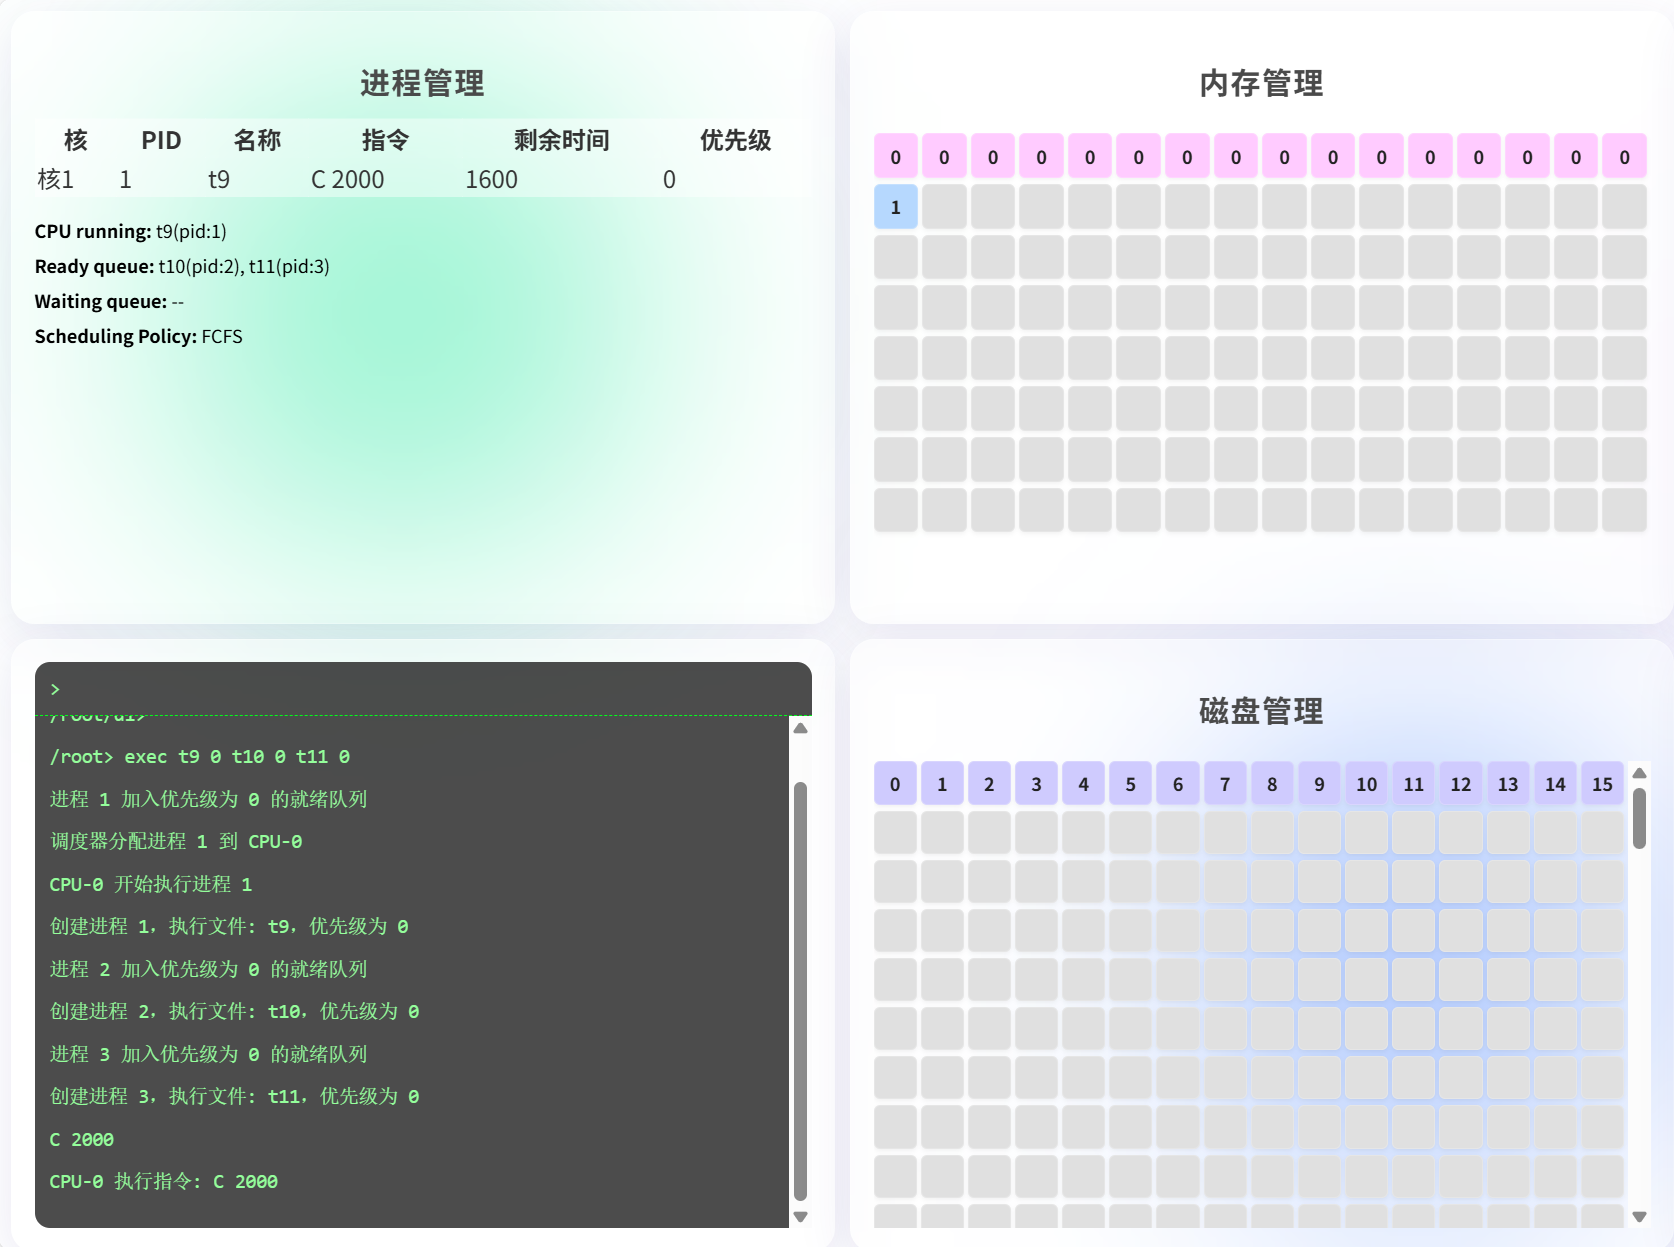 进程管理
核 PID 名称 指令 剩余时间 优先级
核1 1 t9 C 2000 1600 0
CPU running: t9(pid:1)
Ready queue: t10(pid:2), t11(pid:3)
Waiting queue: --
Scheduling Policy: FCFS
内存管理
0 0 0 0 0 0 0 0 0 0 0 0 0 0 0 0
1
>
/root> exec t9 0 t10 0 t11 0
进程 1 加入优先级为 0 的就绪队列
调度器分配进程 1 到 CPU-0
CPU-0 开始执行进程 1
创建进程 1，执行文件: t9，优先级为 0
进程 2 加入优先级为 0 的就绪队列
创建进程 2，执行文件: t10，优先级为 0
进程 3 加入优先级为 0 的就绪队列
创建进程 3，执行文件: t11，优先级为 0
C 2000
CPU-0 执行指令: C 2000
磁盘管理
0 1 2 3 4 5 6 7 8 9 10 11 12 13 14 15